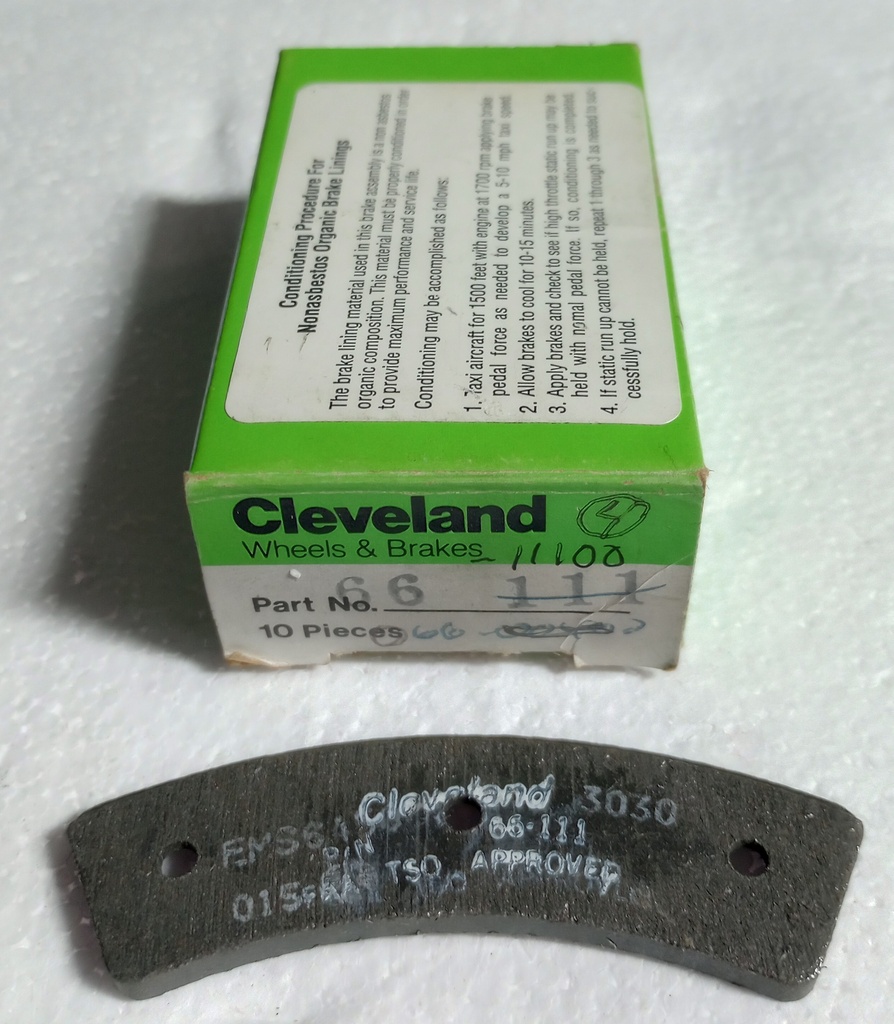 Conditioning Procedure For
Nonasbestos Organic Brake Linings
The brake lining material used in this brake assembly is a non asbestos
organic composition. This material must be properly conditioned in order
to provide maximum performance and service life.
Conditioning may be accomplished as follows:
1. Taxi aircraft for 1500 feet with engine at 1700 rpm applying brake
pedal force as needed to develop a 5-10 mph taxi speed.
2. Allow brakes to cool for 10-15 minutes.
3. Apply brakes and check to see if high throttle static run up may be
held with normal pedal force. If so, conditioning is completed.
4. If static run up cannot be held, repeat 1 through 3 as needed to suc-
cessfully hold.
Cleveland 4
Wheels & Brakes -11100
Part No. 66 111
10 Pieces 066
Cleveland 3030
66-111
P/N
FAA TSO APPROVED
015